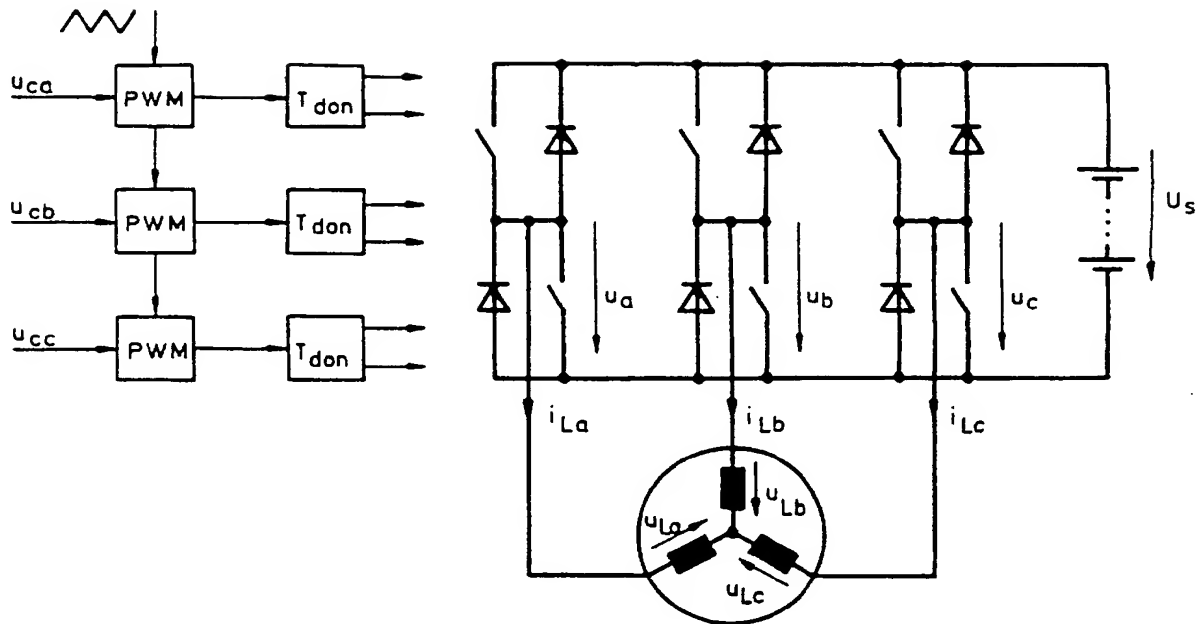 u_ca
PWM
T_don
u_cb
PWM
T_don
u_cc
PWM
T_don
u_a
u_b
u_c
U_s
i_La
i_Lb
i_Lc
u_La
u_Lb
u_Lc